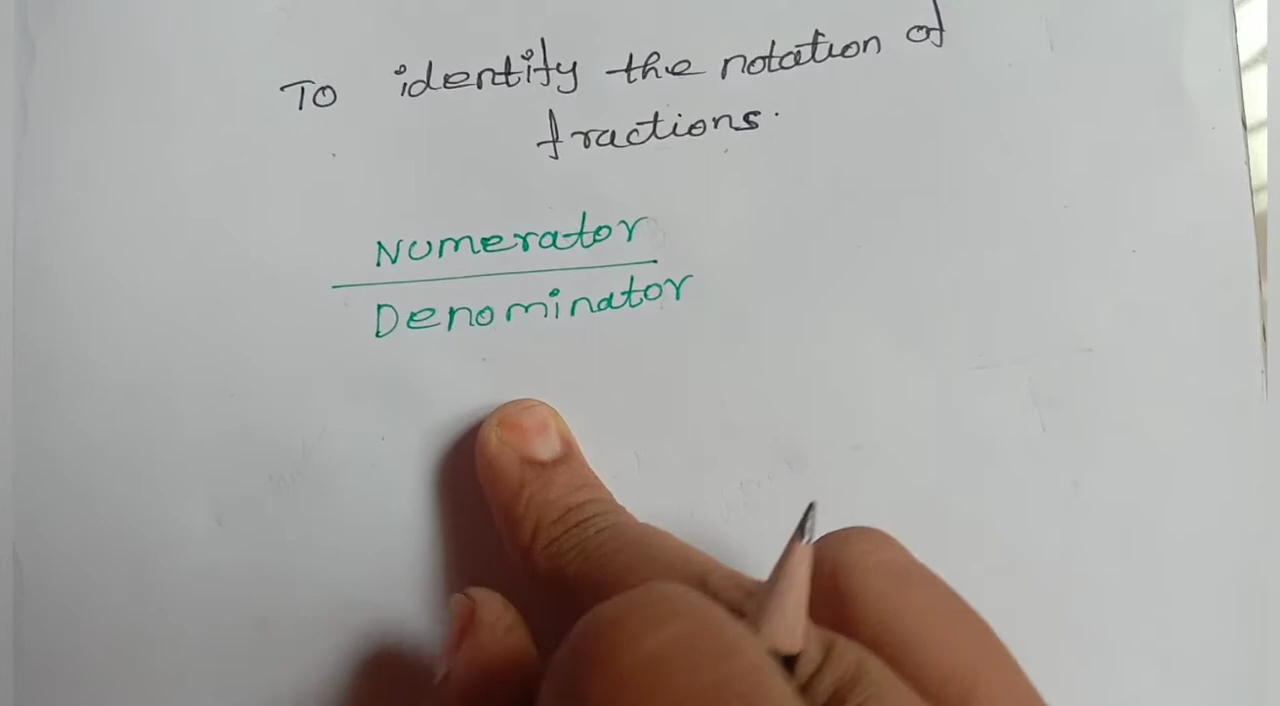 To identify the notation of
fractions.
Numerator
Denominator